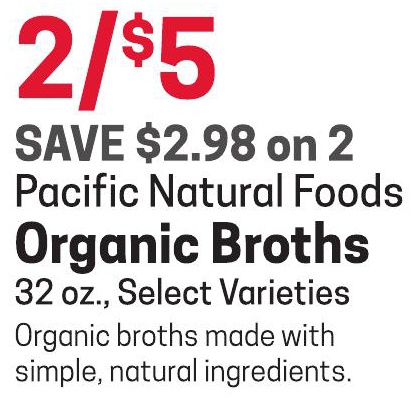 2/$5
SAVE $2.98 on 2
Pacific Natural Foods
Organic Broths
32 oz., Select Varieties
Organic broths made with
simple, natural ingredients.